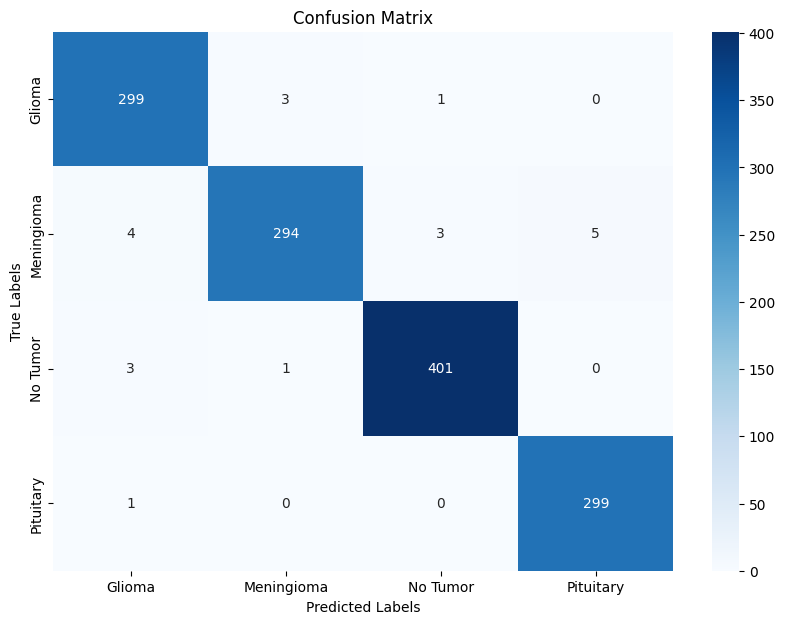 Confusion Matrix
True Labels
Glioma
299 3 1 0
Meningioma
4 294 3 5
No Tumor
3 1 401 0
Pituitary
1 0 0 299
Glioma Meningioma No Tumor Pituitary
Predicted Labels
400
350
300
250
200
150
100
50
0